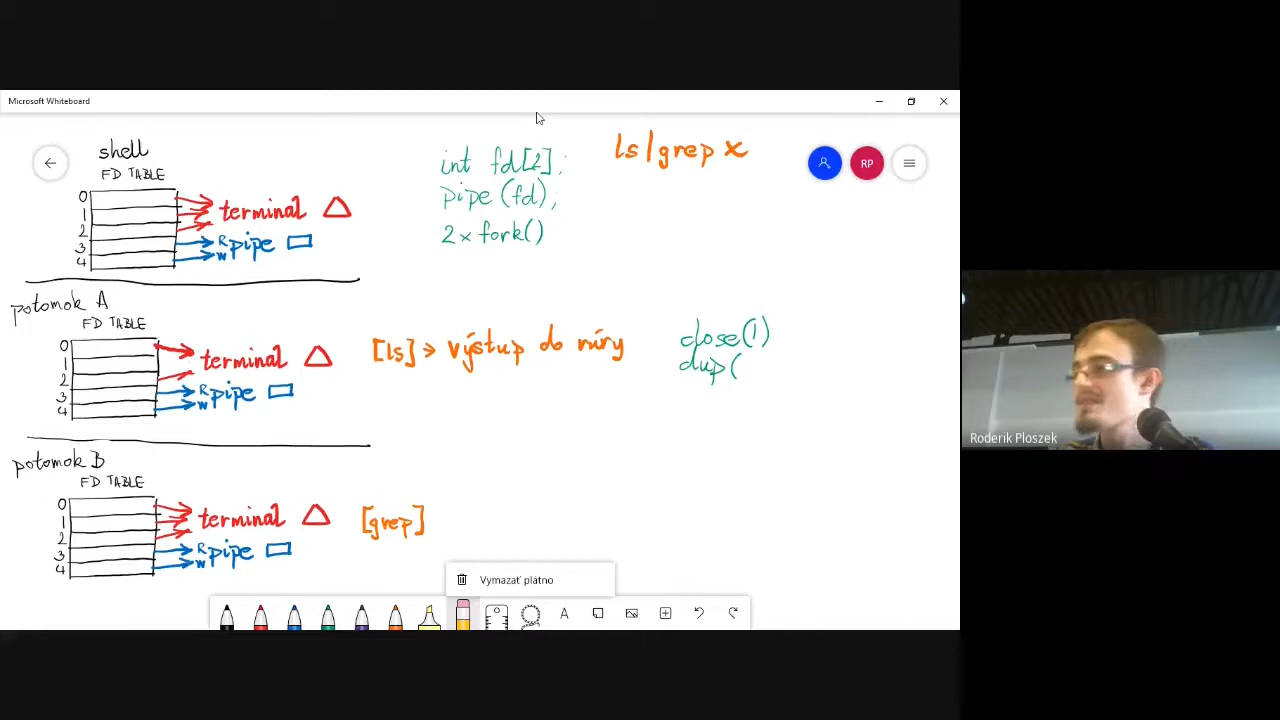 Microsoft Whiteboard
shell
FD TABLE
0
1
2
3
4
terminal
R pipe
W
int fd[2];
pipe(fd);
2x fork()
ls|grep x
RP
potomok A
FD TABLE
0
1
2
3
4
terminal
R pipe
W
[ls] → výstup do rúry
close(1)
dup(
potomok B
FD TABLE
0
1
2
3
4
terminal
R pipe
W
[grep]
Vymazať plátno
A
Roderik Ploszek